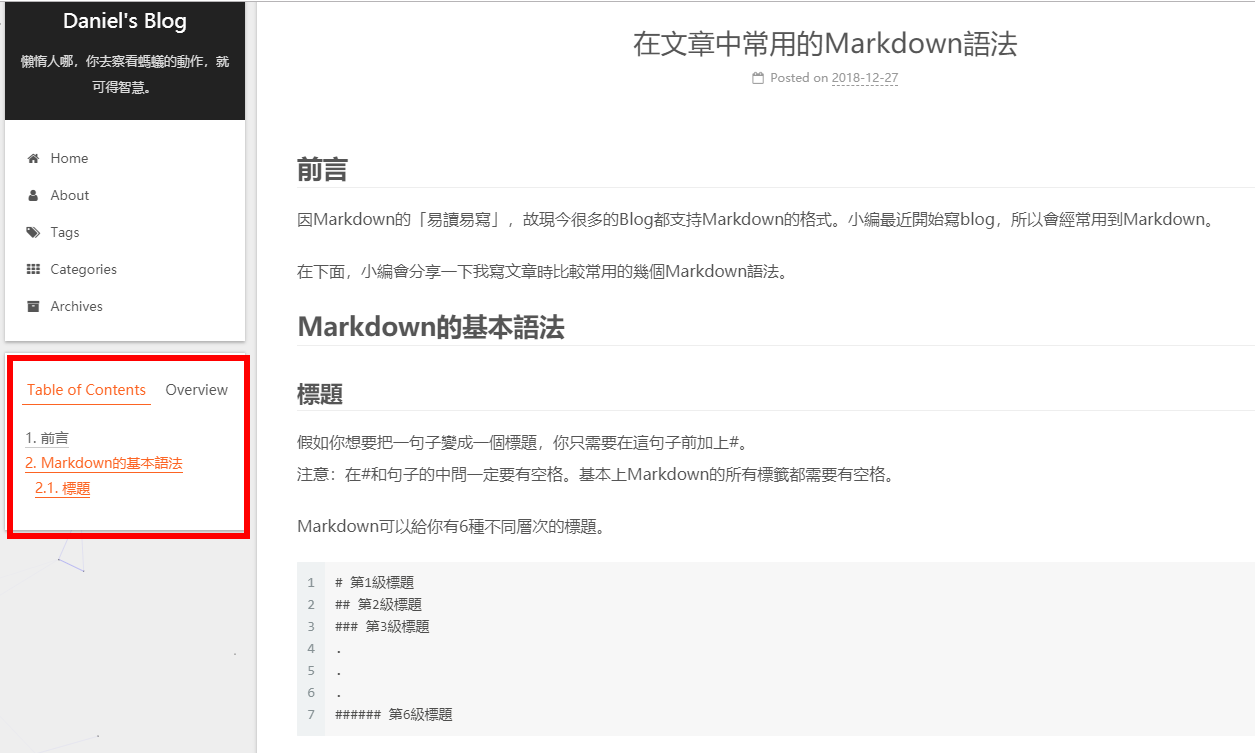 Daniel's Blog
懶惰人哪，你去察看螞蟻的動作，就
可得智慧。
Home
About
Tags
Categories
Archives
Table of Contents
Overview
1. 前言
2. Markdown的基本語法
2.1. 標題
在文章中常用的Markdown語法
Posted on 2018-12-27
前言
因Markdown的「易讀易寫」，故現今很多的Blog都支持Markdown的格式。小编最近開始寫blog，所以會經常用到Markdown。
在下面，小编會分享一下我寫文章時比較常用的幾個Markdown語法。
Markdown的基本語法
標題
假如你想要把一句子變成一個標題，你只需要在這句子前加上#。
注意：在#和句子的中間一定要有空格。基本上Markdown的所有標籤都需要有空格。
Markdown可以給你有6種不同層次的標題。
1 # 第1級標題
2 ## 第2級標題
3 ### 第3級標題
4 .
5 .
6 .
7 ###### 第6級標題